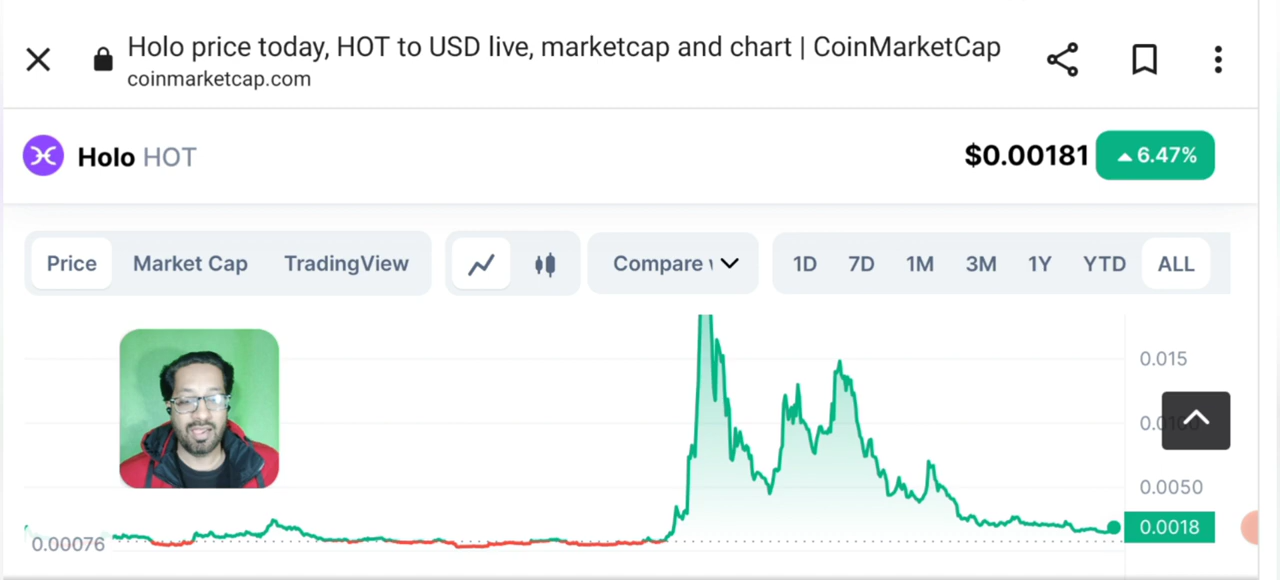 Holo price today, HOT to USD live, marketcap and chart | CoinMarketCap
coinmarketcap.com
Holo HOT
$0.00181
6.47%
Price Market Cap TradingView
Compare
1D 7D 1M 3M 1Y YTD ALL
0.015
0.0050
0.0018
0.00076